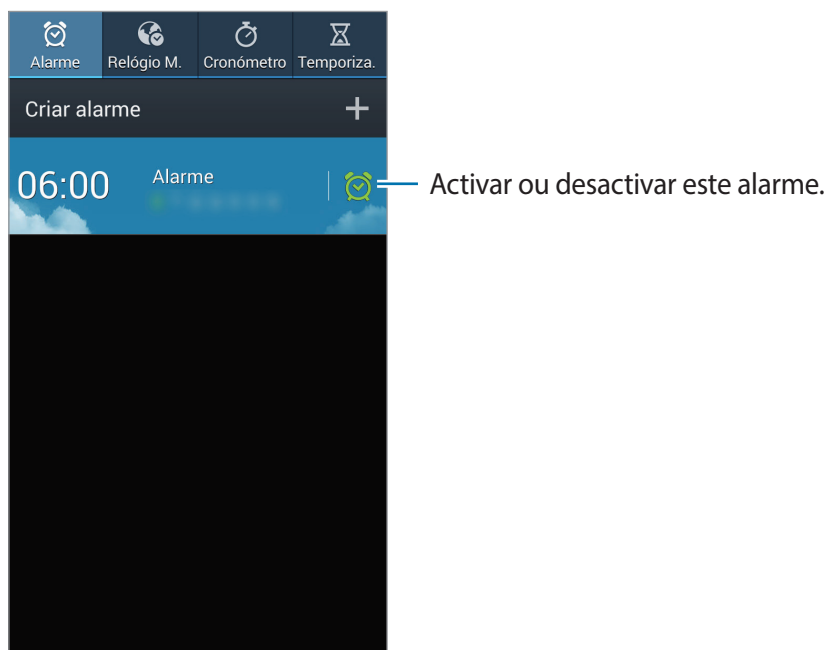 Alarme Relógio M. Cronómetro Temporiza.
Criar alarme
06:00 Alarme
Activar ou desactivar este alarme.